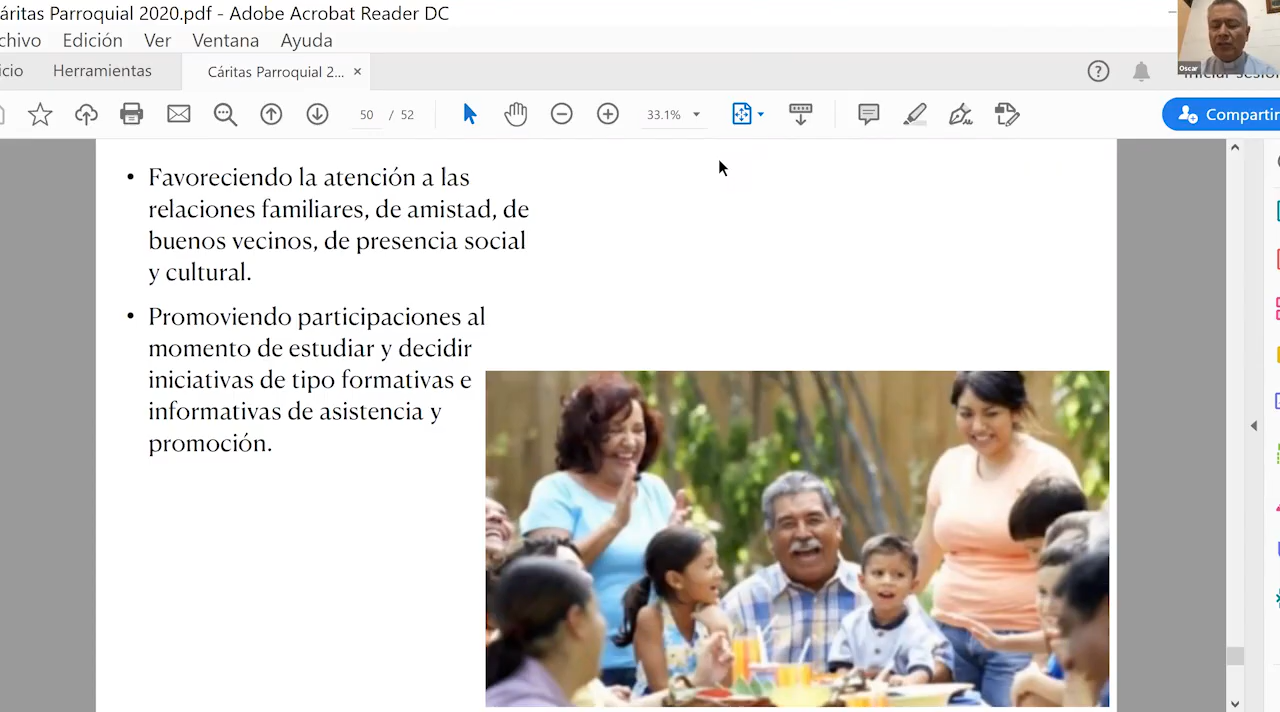 áritas Parroquial 2020.pdf - Adobe Acrobat Reader DC
chivo Edición Ver Ventana Ayuda
icio Herramientas Cáritas Parroquial 2... ×
50 / 52 33.1% Compartir
Oscar
• Favoreciendo la atención a las
relaciones familiares, de amistad, de
buenos vecinos, de presencia social
y cultural.
• Promoviendo participaciones al
momento de estudiar y decidir
iniciativas de tipo formativas e
informativas de asistencia y
promoción.